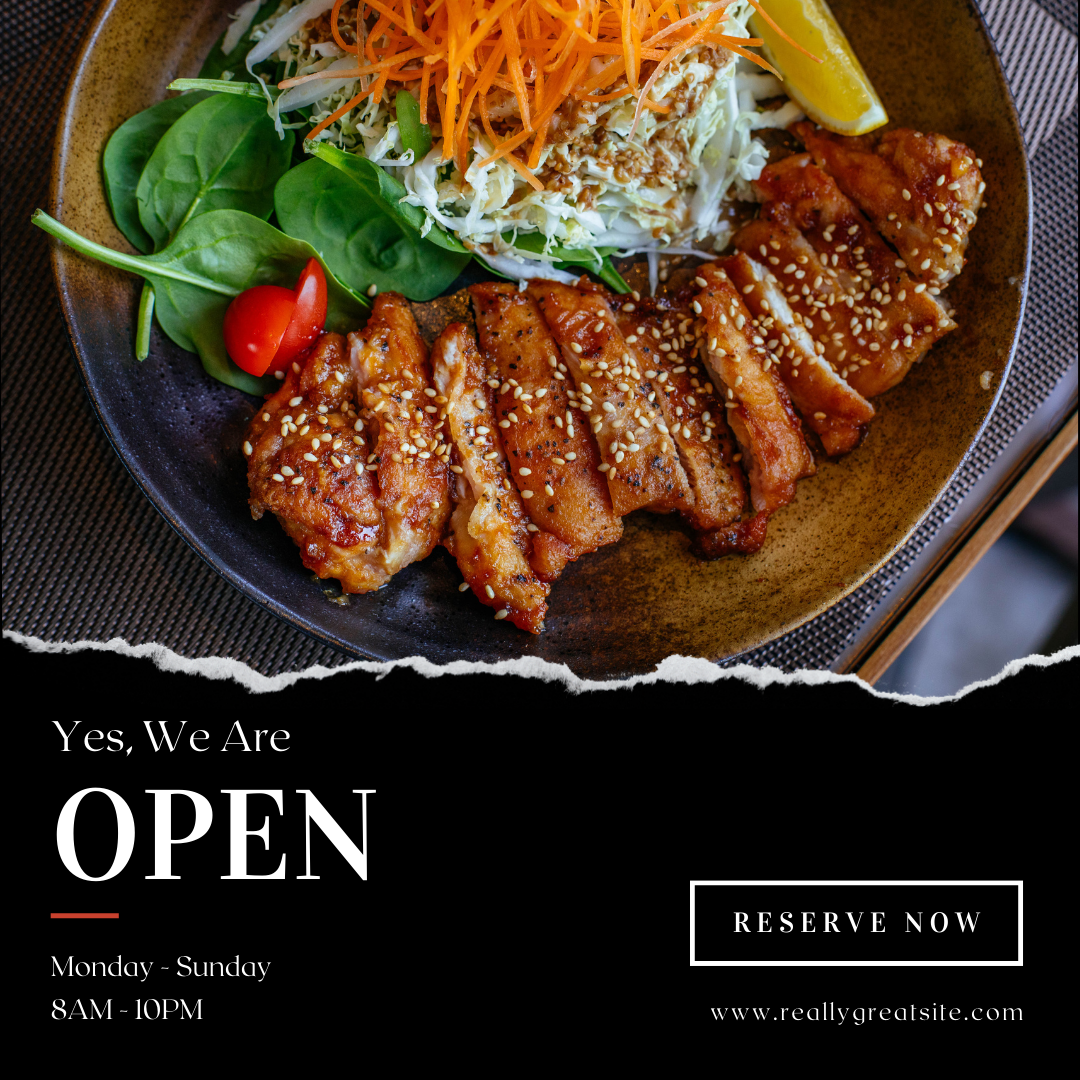 Yes, We Are
OPEN
Monday - Sunday
8AM - 10PM
RESERVE NOW
www.reallygreatsite.com